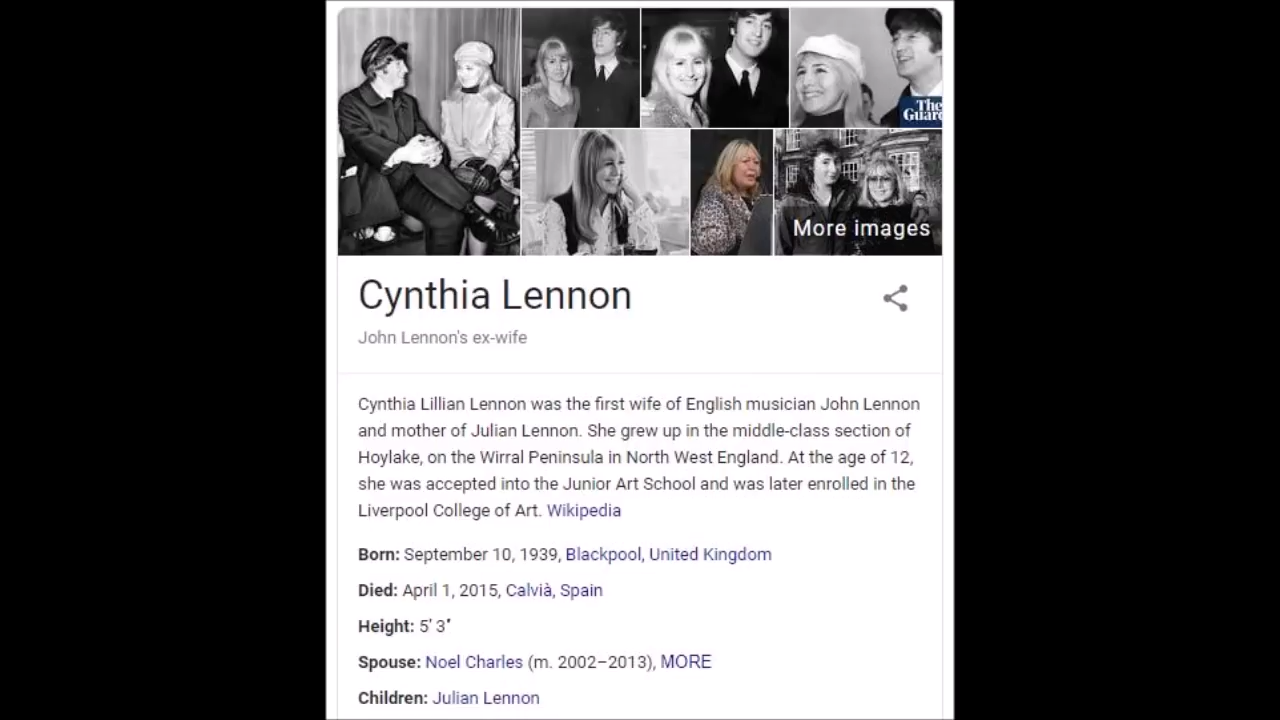 The
Guar
More images
Cynthia Lennon
John Lennon's ex-wife
Cynthia Lillian Lennon was the first wife of English musician John Lennon
and mother of Julian Lennon. She grew up in the middle-class section of
Hoylake, on the Wirral Peninsula in North West England. At the age of 12,
she was accepted into the Junior Art School and was later enrolled in the
Liverpool College of Art. Wikipedia
Born: September 10, 1939, Blackpool, United Kingdom
Died: April 1, 2015, Calvià, Spain
Height: 5′ 3″
Spouse: Noel Charles (m. 2002–2013), MORE
Children: Julian Lennon